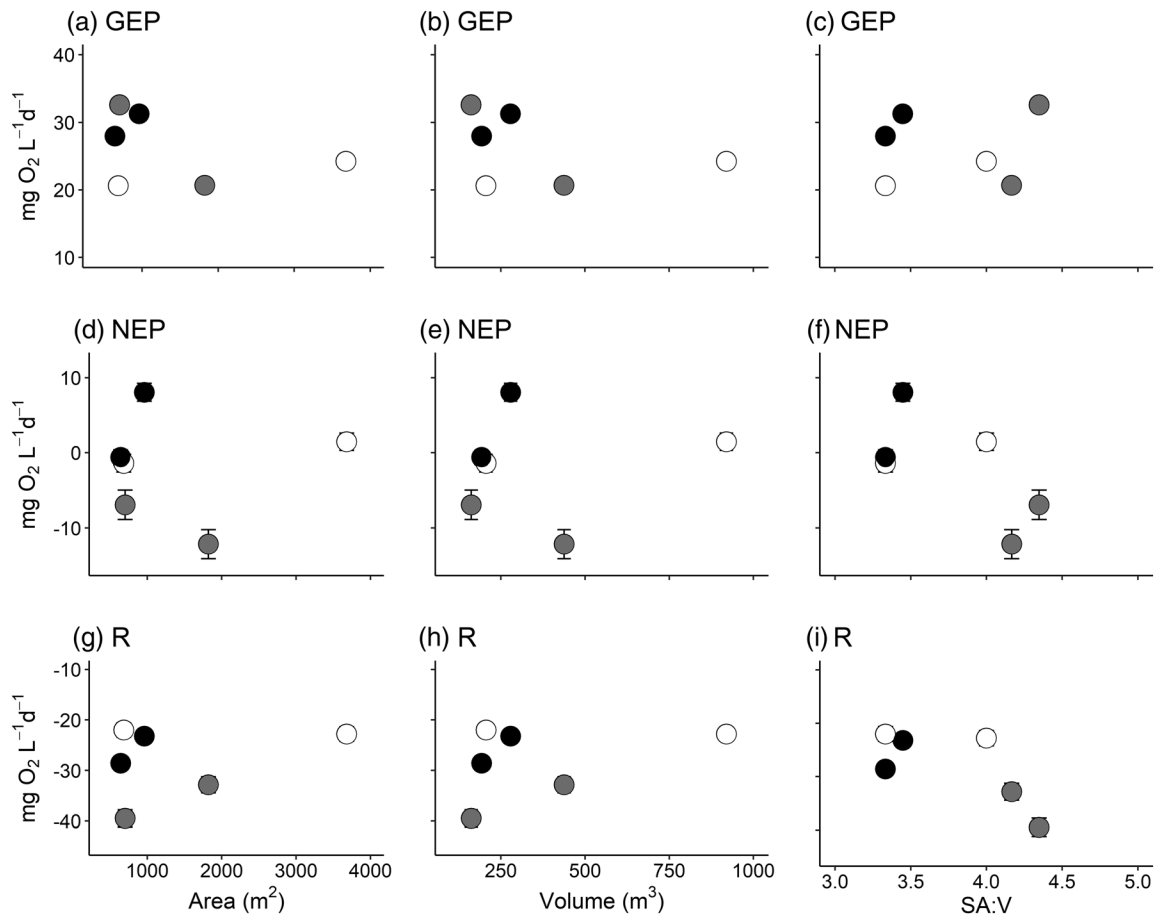 (a) GEP
(b) GEP
(c) GEP
mg O₂ L⁻¹d⁻¹
40
30
20
10
(d) NEP
(e) NEP
(f) NEP
mg O₂ L⁻¹d⁻¹
10
0
-10
(g) R
(h) R
(i) R
mg O₂ L⁻¹d⁻¹
-10
-20
-30
-40
1000 2000 3000 4000
250 500 750 1000
3.0 3.5 4.0 4.5 5.0
Area (m²)
Volume (m³)
SA:V